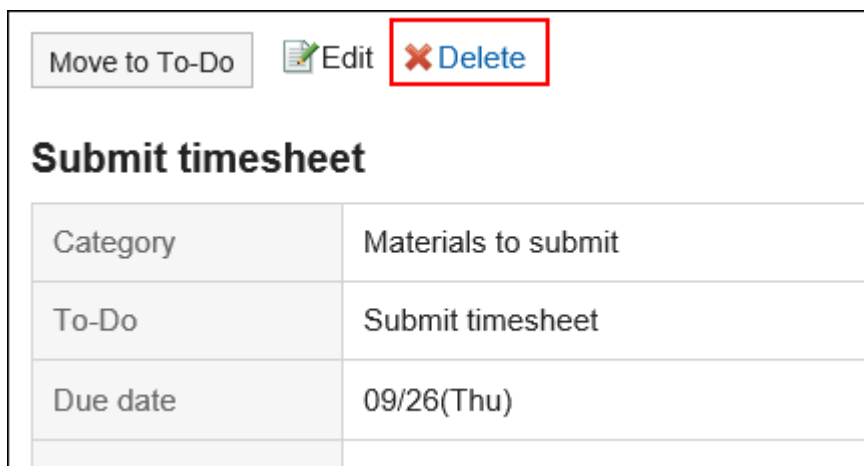 Move to To-Do Edit Delete
Submit timesheet
Category Materials to submit
To-Do Submit timesheet
Due date 09/26(Thu)